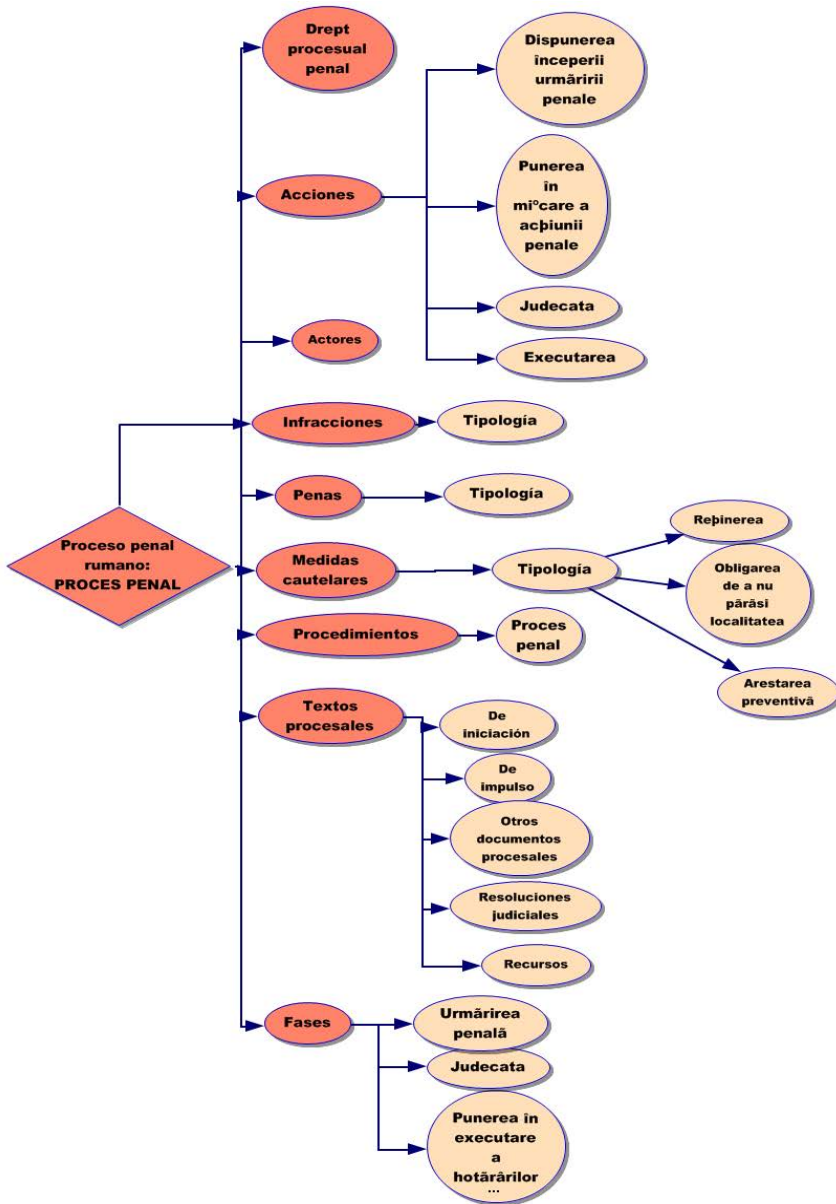 Drept
procesual
penal
Dispunerea
începerii
urmăririi
penale
Acciones
Punerea
în
miºcare a
acþiunii
penale
Judecata
Executarea
Actores
Infracciones
Tipología
Penas
Tipología
Proceso penal
rumano:
PROCES PENAL
Medidas
cautelares
Tipología
Reþinerea
Obligarea
de a nu
părăsi
localitatea
Arestarea
preventivă
Procedimientos
Proces
penal
Textos
procesales
De
iniciación
De
impulso
Otros
documentos
procesales
Resoluciones
judiciales
Recursos
Fases
Urmărirea
penală
Judecata
Punerea în
executare
a
hotărârilor
...